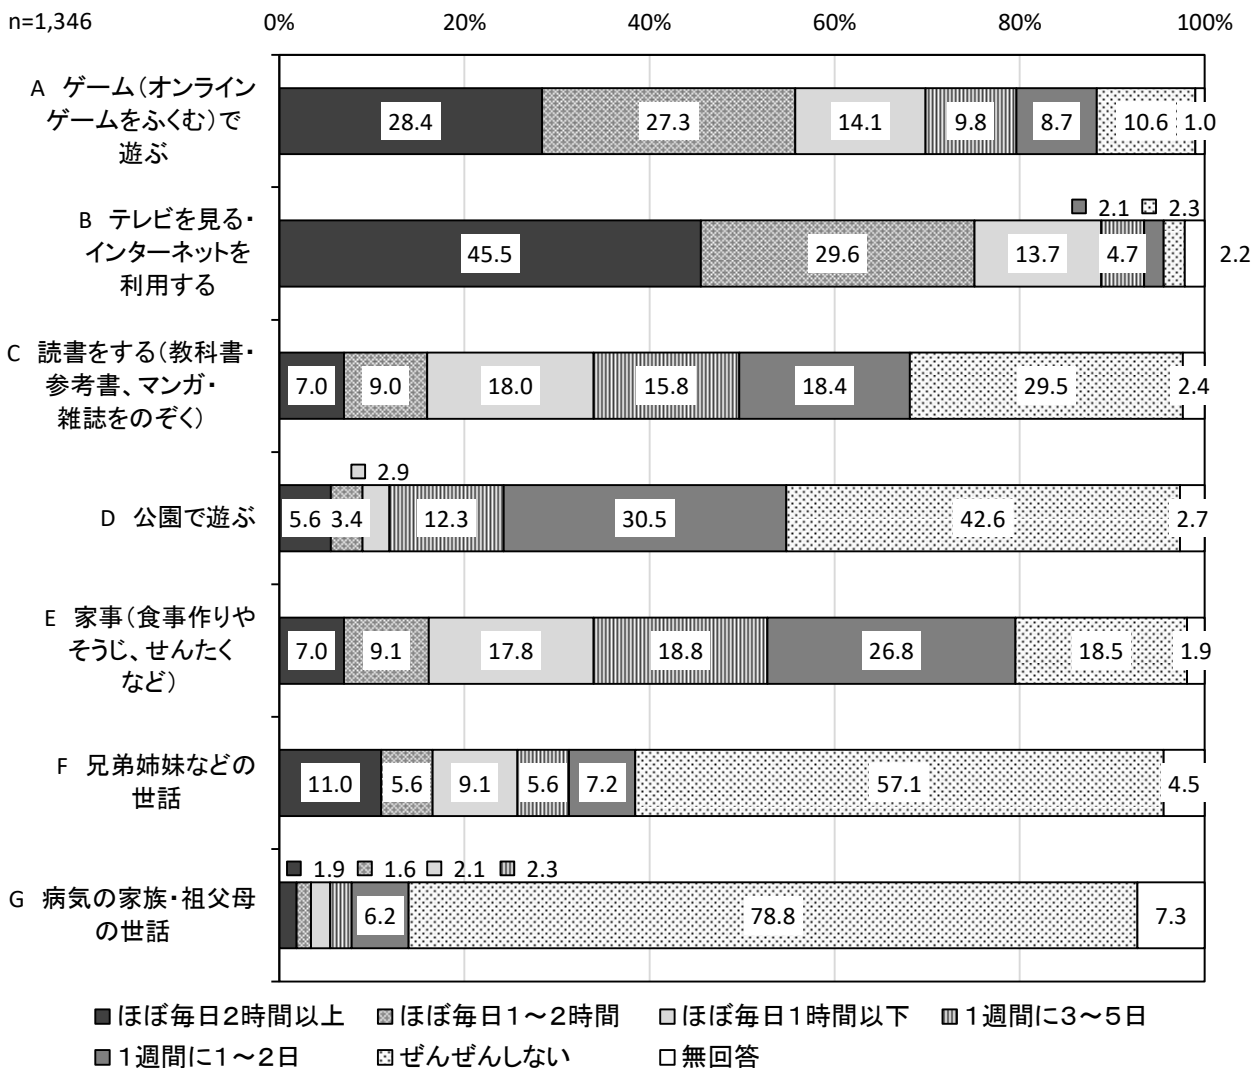 n=1,346
0% 20% 40% 60% 80% 100%
A ゲーム(オンライン
ゲームをふくむ)で
遊ぶ
28.4 27.3 14.1 9.8 8.7 10.6 1.0
2.1 2.3
B テレビを見る・
インターネットを
利用する
45.5 29.6 13.7 4.7 2.2
C 読書をする(教科書・
参考書、マンガ・
雑誌をのぞく)
7.0 9.0 18.0 15.8 18.4 29.5 2.4
2.9
D 公園で遊ぶ
5.6 3.4 12.3 30.5 42.6 2.7
E 家事(食事作りや
そうじ、せんたく
など)
7.0 9.1 17.8 18.8 26.8 18.5 1.9
F 兄弟姉妹などの
世話
11.0 5.6 9.1 5.6 7.2 57.1 4.5
1.9 1.6 2.1 2.3
G 病気の家族・祖父母
の世話
6.2 78.8 7.3
ほぼ毎日2時間以上 ほぼ毎日1~2時間 ほぼ毎日1時間以下 1週間に3~5日
1週間に1~2日 ぜんぜんしない 無回答